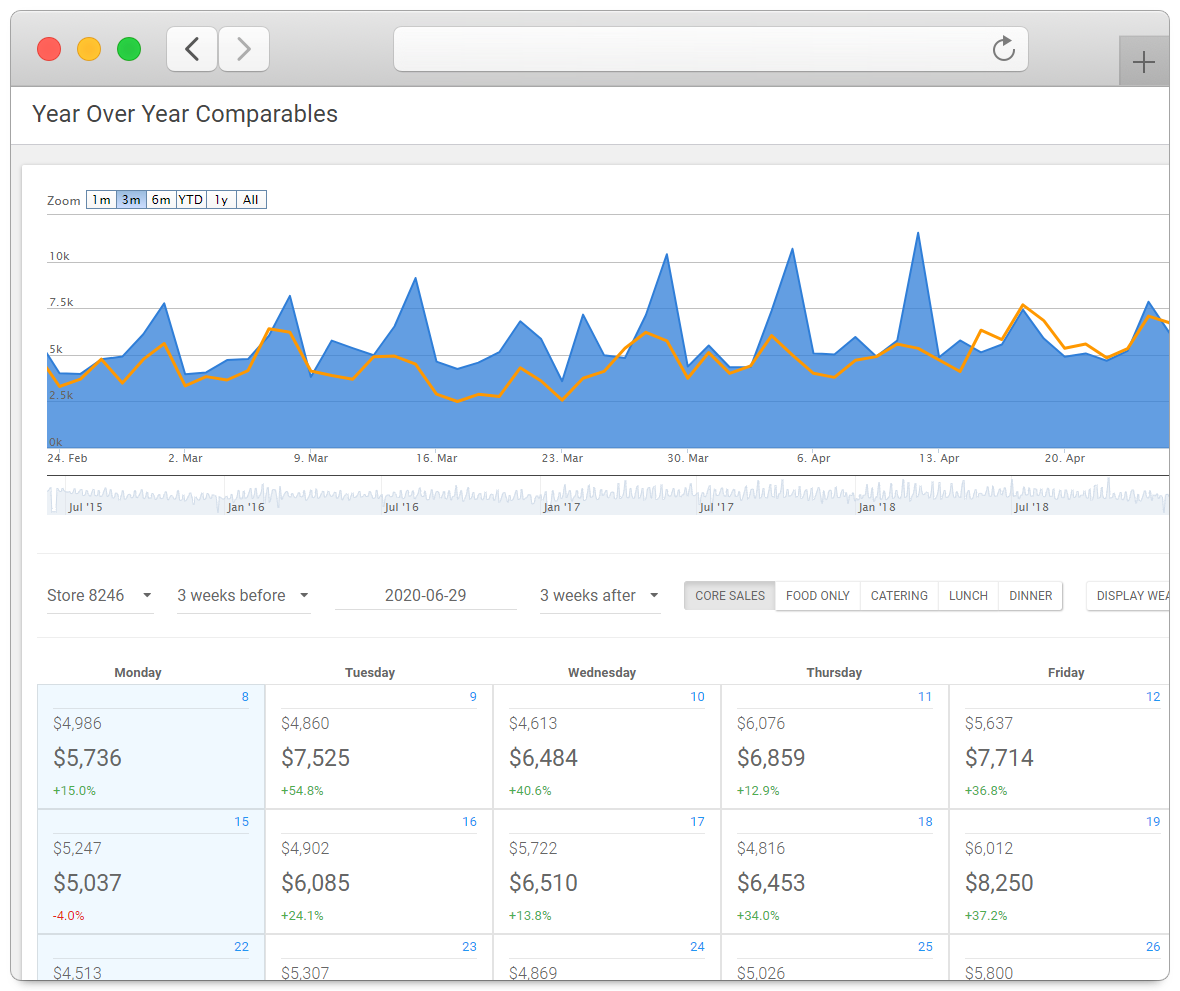 Year Over Year Comparables
Zoom 1m 3m 6m YTD 1y All
10k
7.5k
5k
2.5k
0k
24. Feb 2. Mar 9. Mar 16. Mar 23. Mar 30. Mar 6. Apr 13. Apr 20. Apr
Jul '15 Jan '16 Jul '16 Jan '17 Jul '17 Jan '18 Jul '18
Store 8246 3 weeks before 2020-06-29 3 weeks after CORE SALES FOOD ONLY CATERING LUNCH DINNER DISPLAY WEA
Monday Tuesday Wednesday Thursday Friday
8 9 10 11 12
$4,986 $4,860 $4,613 $6,076 $5,637
$5,736 $7,525 $6,484 $6,859 $7,714
+15.0% +54.8% +40.6% +12.9% +36.8%
15 16 17 18 19
$5,247 $4,902 $5,722 $4,816 $6,012
$5,037 $6,085 $6,510 $6,453 $8,250
-4.0% +24.1% +13.8% +34.0% +37.2%
22 23 24 25 26
$4,513 $5,307 $4,869 $5,026 $5,800